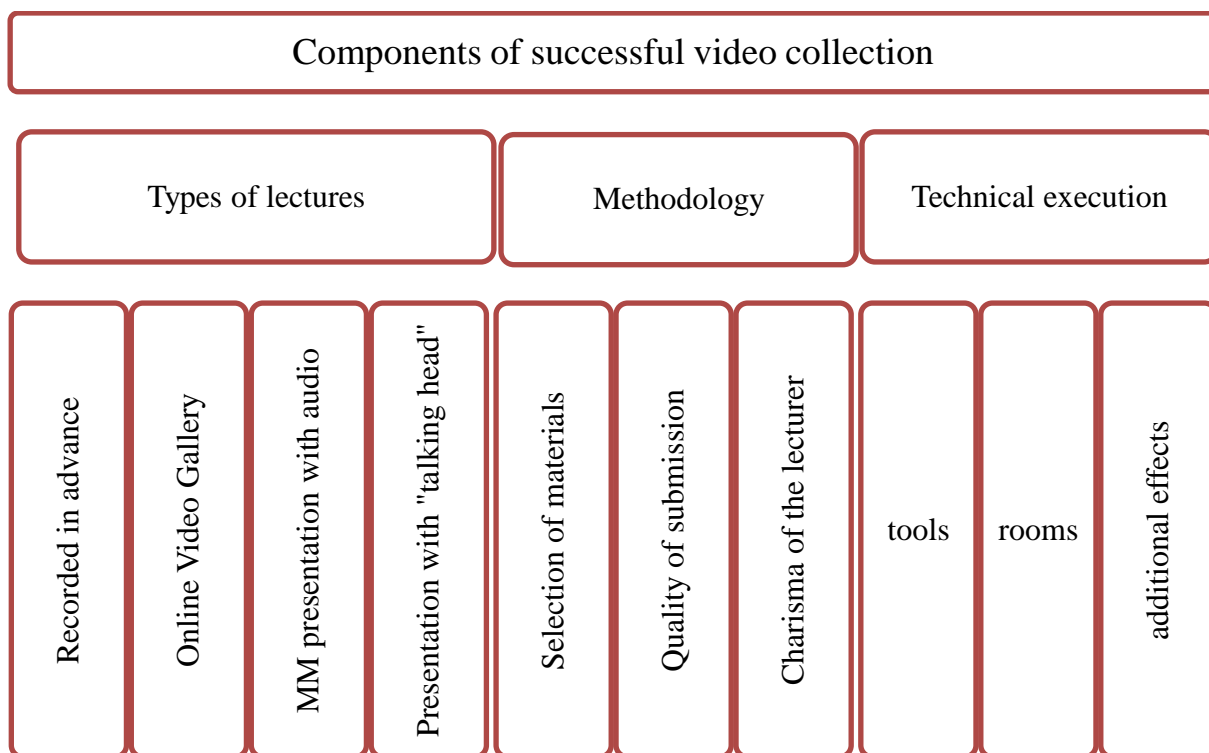 Components of successful video collection
Types of lectures
Methodology
Technical execution
Recorded in advance
Online Video Gallery
MM presentation with audio
Presentation with "talking head"
Selection of materials
Quality of submission
Charisma of the lecturer
tools
rooms
additional effects